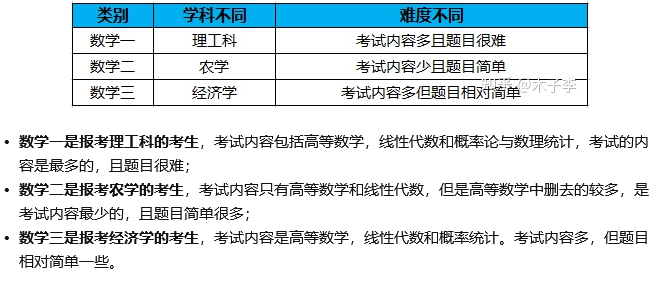 类别 学科不同 难度不同
数学一 理工科 考试内容多且题目很难
数学二 农学 考试内容少且题目简单
数学三 经济学 考试内容多但题目相对简单
知乎 @木子李
• 数学一是报考理工科的考生，考试内容包括高等数学，线性代数和概率论与数理统计，考试的内
容是最多的，且题目很难；
• 数学二是报考农学的考生，考试内容只有高等数学和线性代数，但是高等数学中删去的较多，是
考试内容最少的，且题目简单很多；
• 数学三是报考经济学的考生，考试内容是高等数学，线性代数和概率统计。考试内容多，但题目
相对简单一些。